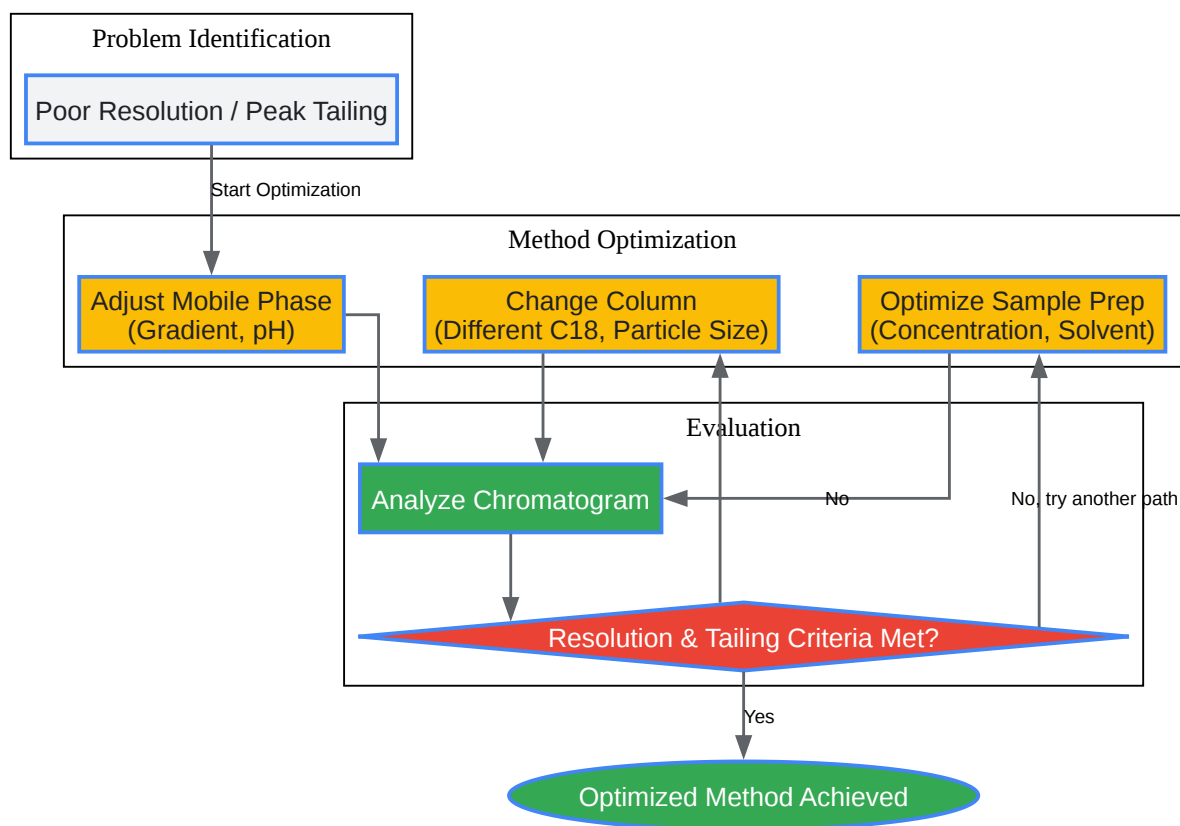 Problem Identification
Poor Resolution / Peak Tailing
Start Optimization
Method Optimization
Adjust Mobile Phase
(Gradient, pH)
Change Column
(Different C18, Particle Size)
Optimize Sample Prep
(Concentration, Solvent)
Evaluation
Analyze Chromatogram
No
No, try another path
Resolution & Tailing Criteria Met?
Yes
Optimized Method Achieved